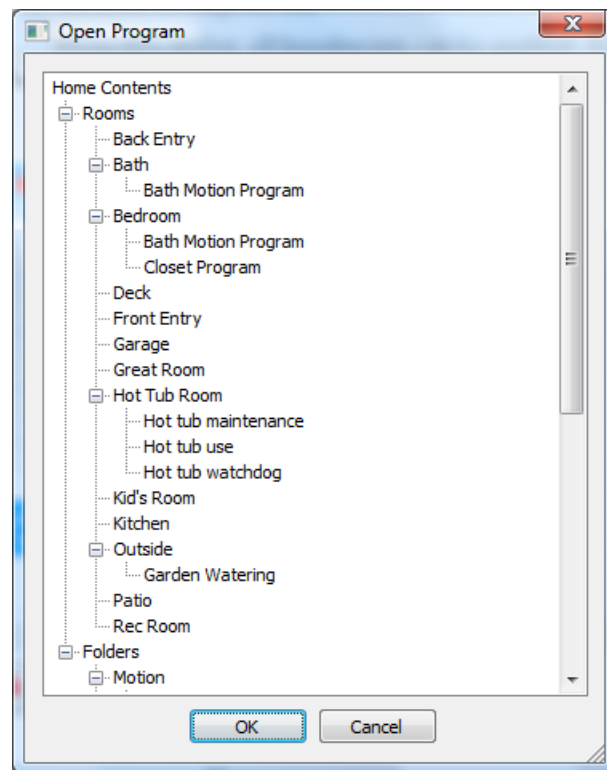 Open Program
Home Contents
Rooms
Back Entry
Bath
Bath Motion Program
Bedroom
Bath Motion Program
Closet Program
Deck
Front Entry
Garage
Great Room
Hot Tub Room
Hot tub maintenance
Hot tub use
Hot tub watchdog
Kid's Room
Kitchen
Outside
Garden Watering
Patio
Rec Room
Folders
Motion
OK Cancel